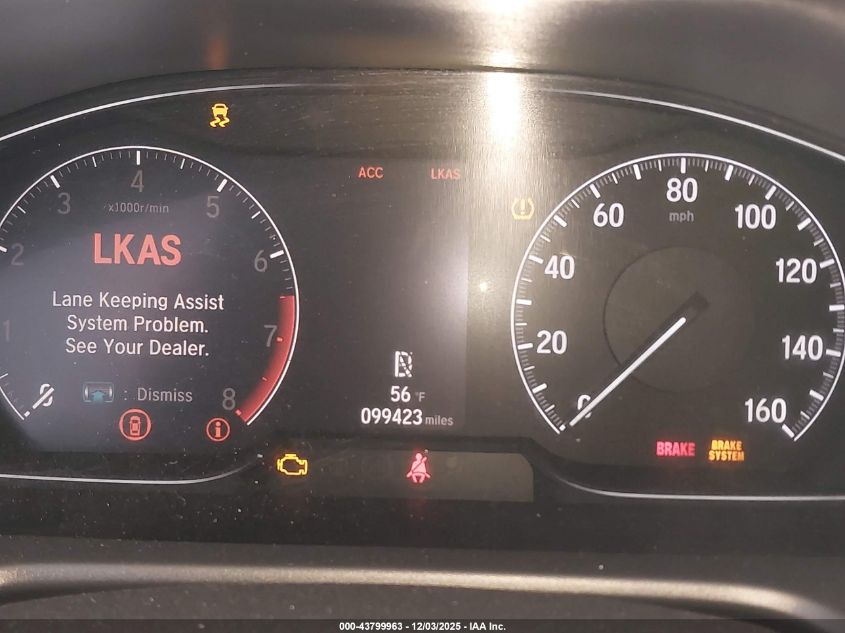 ACC LKAS
1 2 3 4 5 6 7 8
x1000r/min
LKAS
Lane Keeping Assist
System Problem.
See Your Dealer.
: Dismiss
56 °F
099423 miles
0 20 40 60 80 100 120 140 160
mph
BRAKE
BRAKE
SYSTEM
000-43799963 - 12/03/2025 - IAA Inc.